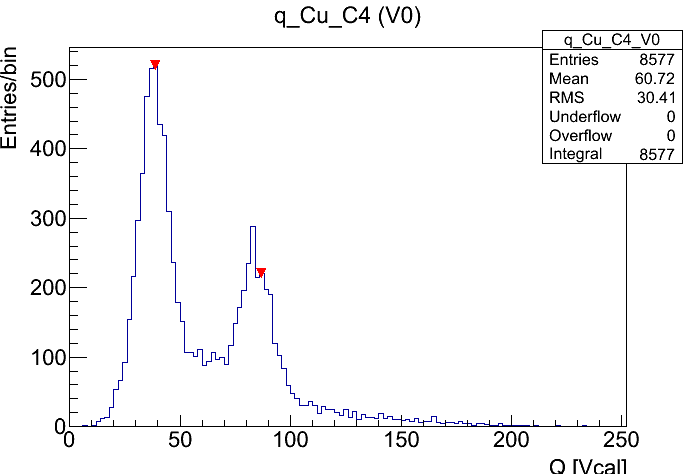 q_Cu_C4 (V0)
q_Cu_C4_V0
Entries 8577
Mean 60.72
RMS 30.41
Underflow 0
Overflow 0
Integral 8577
Entries/bin
500
400
300
200
100
0
0 50 100 150 200 250
Q [Vcal]